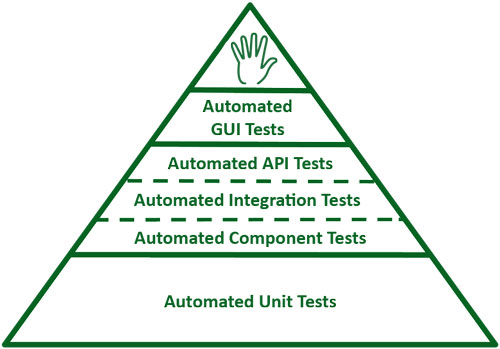 Automated
GUI Tests
Automated API Tests
Automated Integration Tests
Automated Component Tests
Automated Unit Tests